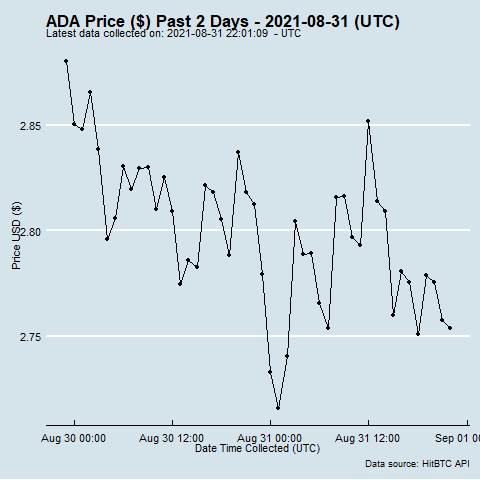 ADA Price ($) Past 2 Days - 2021-08-31 (UTC)
Latest data collected on: 2021-08-31 22:01:09 - UTC
2.85
2.80
2.75
Price USD ($)
Aug 30 00:00 Aug 30 12:00 Aug 31 00:00 Aug 31 12:00 Sep 01 0
Date Time Collected (UTC)
Data source: HitBTC API